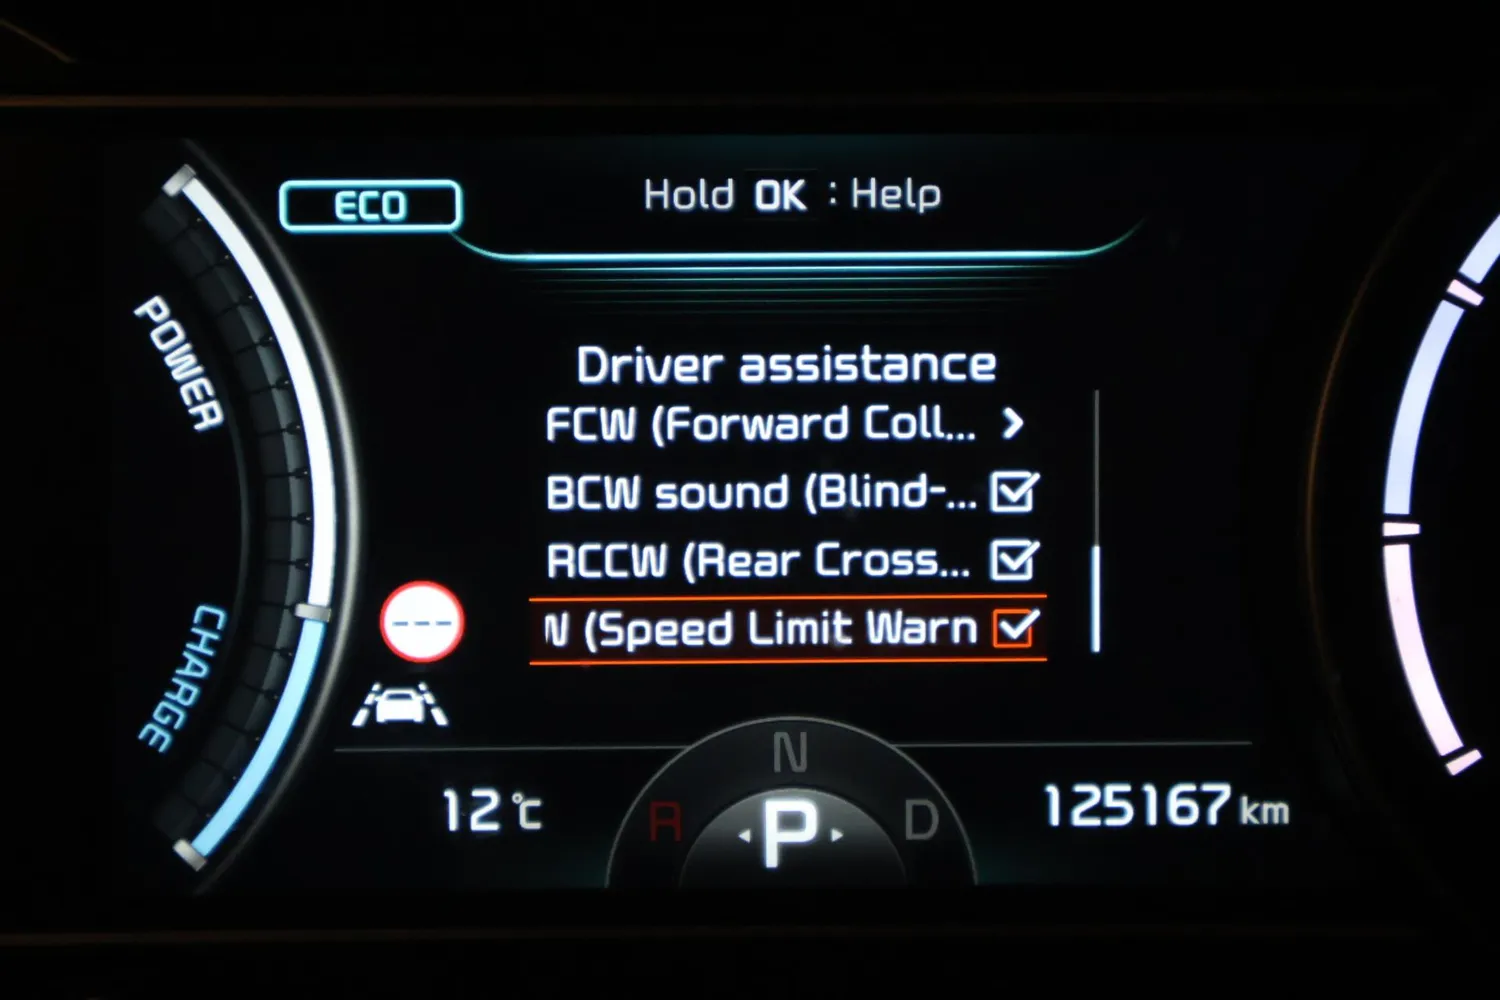 ECO
Hold OK : Help
POWER
Driver assistance
FCW (Forward Coll... >
BCW sound (Blind-...
RCCW (Rear Cross...
N (Speed Limit Warn
---
CHARGE
N
R P D
12 °C
125167 km